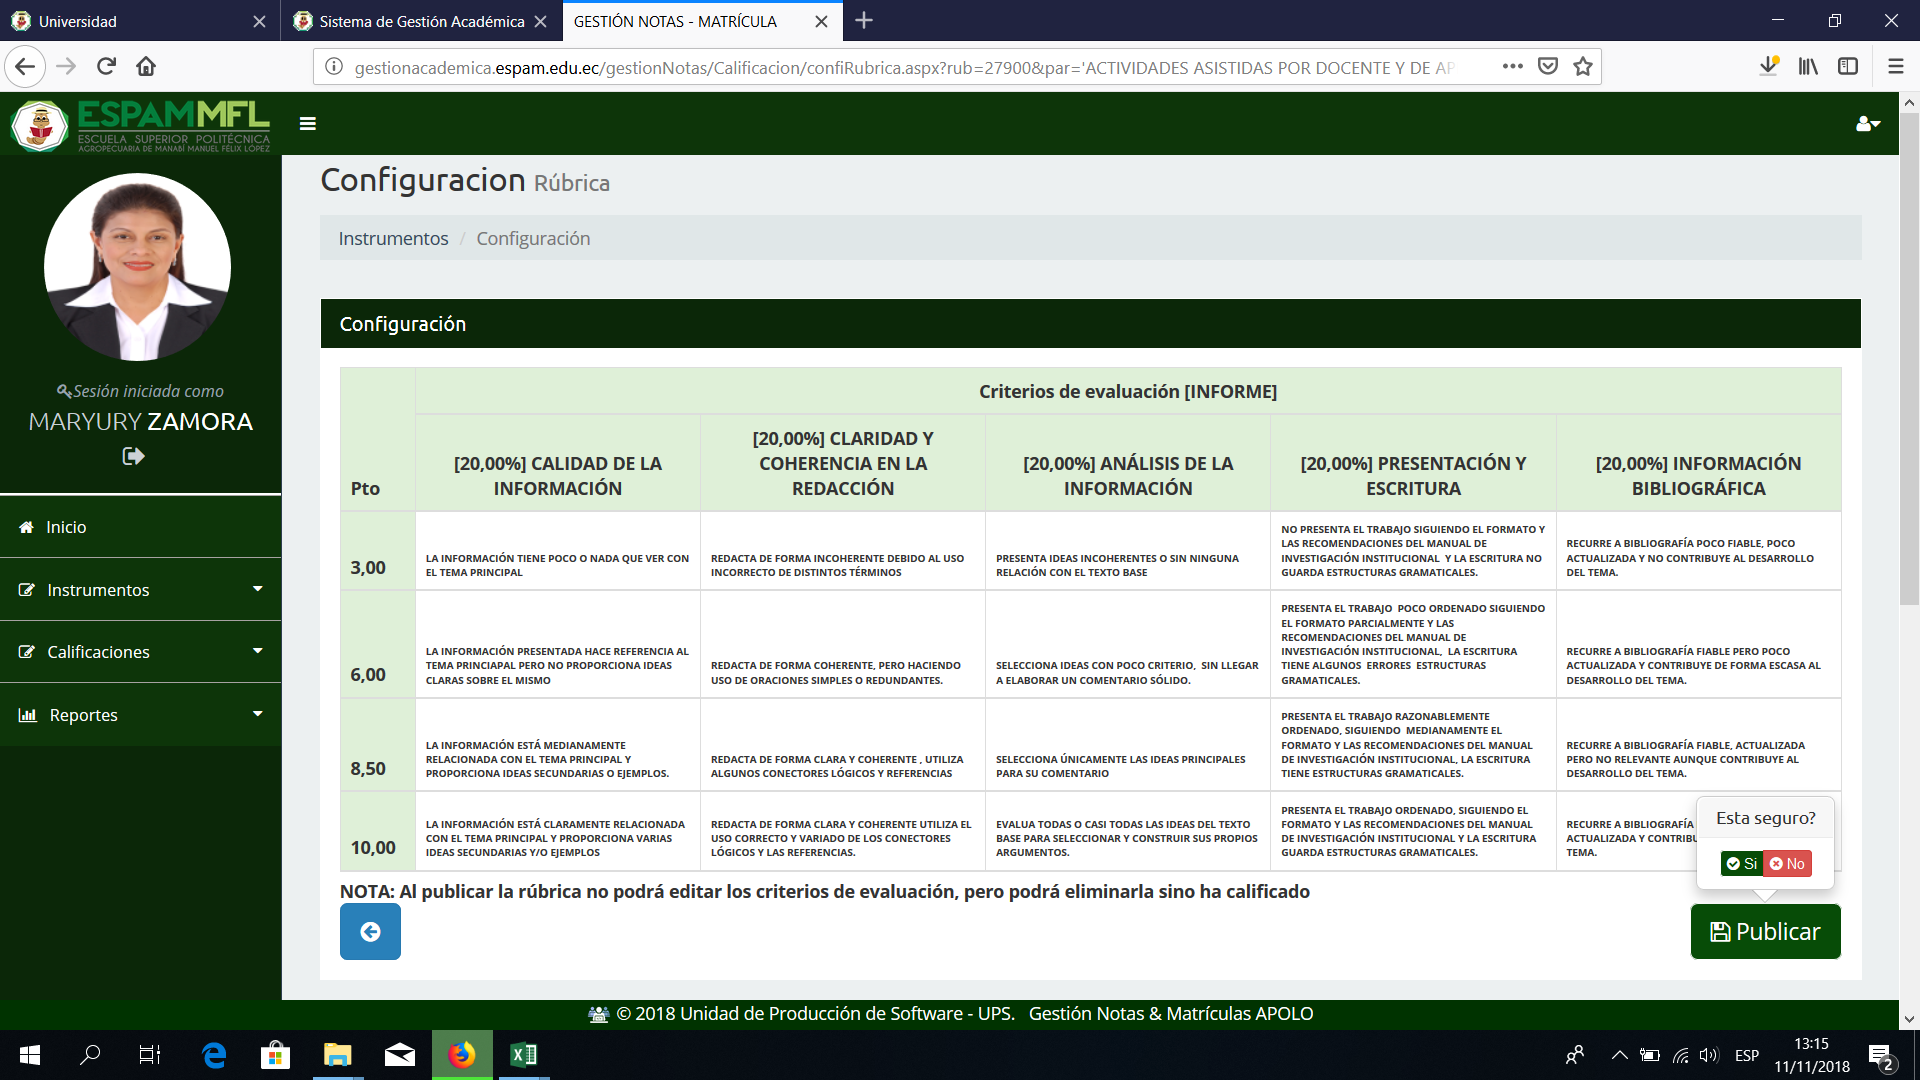 Universidad
Sistema de Gestión Académica
GESTIÓN NOTAS - MATRÍCULA
gestionacademica.espam.edu.ec/gestionNotas/Calificacion/confiRubrica.aspx?rub=27900&par='ACTIVIDADES ASISTIDAS POR DOCENTE Y DE AP
ESPAMMFL
ESCUELA SUPERIOR POLITÉCNICA
AGROPECUARIA DE MANABÍ MANUEL FÉLIX LÓPEZ
Sesión iniciada como
MARYURY ZAMORA
Inicio
Instrumentos
Calificaciones
Reportes
Configuracion Rúbrica
Instrumentos / Configuración
Configuración
Criterios de evaluación [INFORME]
Pto
[20,00%] CALIDAD DE LA
INFORMACIÓN
[20,00%] CLARIDAD Y
COHERENCIA EN LA
REDACCIÓN
[20,00%] ANÁLISIS DE LA
INFORMACIÓN
[20,00%] PRESENTACIÓN Y
ESCRITURA
[20,00%] INFORMACIÓN
BIBLIOGRÁFICA
3,00
LA INFORMACIÓN TIENE POCO O NADA QUE VER CON
EL TEMA PRINCIPAL
REDACTA DE FORMA INCOHERENTE DEBIDO AL USO
INCORRECTO DE DISTINTOS TÉRMINOS
PRESENTA IDEAS INCOHERENTES O SIN NINGUNA
RELACIÓN CON EL TEXTO BASE
NO PRESENTA EL TRABAJO SIGUIENDO EL FORMATO Y
LAS RECOMENDACIONES DEL MANUAL DE
INVESTIGACIÓN INSTITUCIONAL Y LA ESCRITURA NO
GUARDA ESTRUCTURAS GRAMATICALES.
RECURRE A BIBLIOGRAFÍA POCO FIABLE, POCO
ACTUALIZADA Y NO CONTRIBUYE AL DESARROLLO
DEL TEMA.
6,00
LA INFORMACIÓN PRESENTADA HACE REFERENCIA AL
TEMA PRINCIAPAL PERO NO PROPORCIONA IDEAS
CLARAS SOBRE EL MISMO
REDACTA DE FORMA COHERENTE, PERO HACIENDO
USO DE ORACIONES SIMPLES O REDUNDANTES.
SELECCIONA IDEAS CON POCO CRITERIO, SIN LLEGAR
A ELABORAR UN COMENTARIO SÓLIDO.
PRESENTA EL TRABAJO POCO ORDENADO SIGUIENDO
EL FORMATO PARCIALMENTE Y LAS
RECOMENDACIONES DEL MANUAL DE
INVESTIGACIÓN INSTITUCIONAL, LA ESCRITURA
TIENE ALGUNOS ERRORES ESTRUCTURAS
GRAMATICALES.
RECURRE A BIBLIOGRAFÍA FIABLE PERO POCO
ACTUALIZADA Y CONTRIBUYE DE FORMA ESCASA AL
DESARROLLO DEL TEMA.
8,50
LA INFORMACIÓN ESTÁ MEDIANAMENTE
RELACIONADA CON EL TEMA PRINCIPAL Y
PROPORCIONA IDEAS SECUNDARIAS O EJEMPLOS.
REDACTA DE FORMA CLARA Y COHERENTE , UTILIZA
ALGUNOS CONECTORES LÓGICOS Y REFERENCIAS
SELECCIONA ÚNICAMENTE LAS IDEAS PRINCIPALES
PARA SU COMENTARIO
PRESENTA EL TRABAJO RAZONABLEMENTE
ORDENADO, SIGUIENDO MEDIANAMENTE EL
FORMATO Y LAS RECOMENDACIONES DEL MANUAL
DE INVESTIGACIÓN INSTITUCIONAL, LA ESCRITURA
TIENE ESTRUCTURAS GRAMATICALES.
RECURRE A BIBLIOGRAFÍA FIABLE, ACTUALIZADA
PERO NO RELEVANTE AUNQUE CONTRIBUYE AL
DESARROLLO DEL TEMA.
10,00
LA INFORMACIÓN ESTÁ CLARAMENTE RELACIONADA
CON EL TEMA PRINCIPAL Y PROPORCIONA VARIAS
IDEAS SECUNDARIAS Y/O EJEMPLOS
REDACTA DE FORMA CLARA Y COHERENTE UTILIZA EL
USO CORRECTO Y VARIADO DE LOS CONECTORES
LÓGICOS Y LAS REFERENCIAS.
EVALUA TODAS O CASI TODAS LAS IDEAS DEL TEXTO
BASE PARA SELECCIONAR Y CONSTRUIR SUS PROPIOS
ARGUMENTOS.
PRESENTA EL TRABAJO ORDENADO, SIGUIENDO EL
FORMATO Y LAS RECOMENDACIONES DEL MANUAL
DE INVESTIGACIÓN INSTITUCIONAL Y LA ESCRITURA
GUARDA ESTRUCTURAS GRAMATICALES.
RECURRE A BIBLIOGRAFÍA
ACTUALIZADA Y CONTRIBU
TEMA.
Esta seguro?
Si No
NOTA: Al publicar la rúbrica no podrá editar los criterios de evaluación, pero podrá eliminarla sino ha calificado
Publicar
© 2018 Unidad de Producción de Software - UPS. Gestión Notas & Matrículas APOLO
ESP
13:15
11/11/2018
2